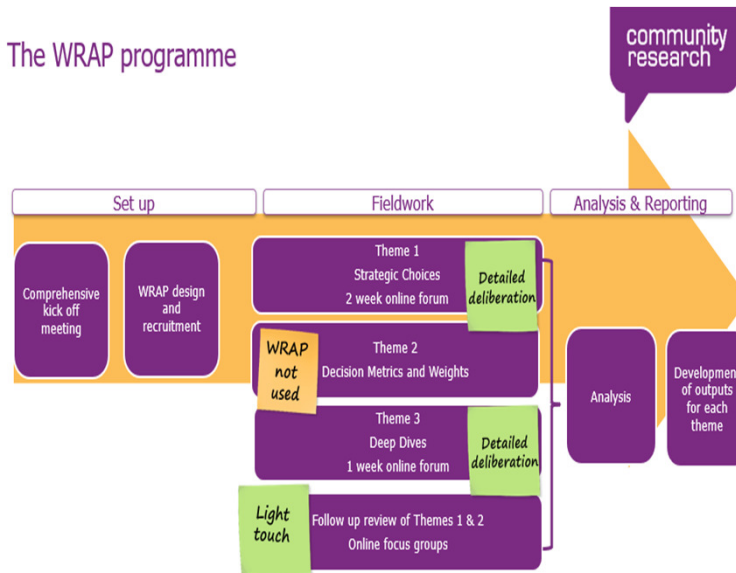 The WRAP programme
community
research
Set up
Fieldwork
Analysis & Reporting
Comprehensive
kick off
meeting
WRAP design
and
recruitment
Theme 1
Strategic Choices
2 week online forum
Detailed
deliberation
WRAP
not
used
Theme 2
Decision Metrics and Weights
Theme 3
Deep Dives
1 week online forum
Detailed
deliberation
Light
touch
Follow up review of Themes 1 & 2
Online focus groups
Analysis
Development
of outputs
for each
theme